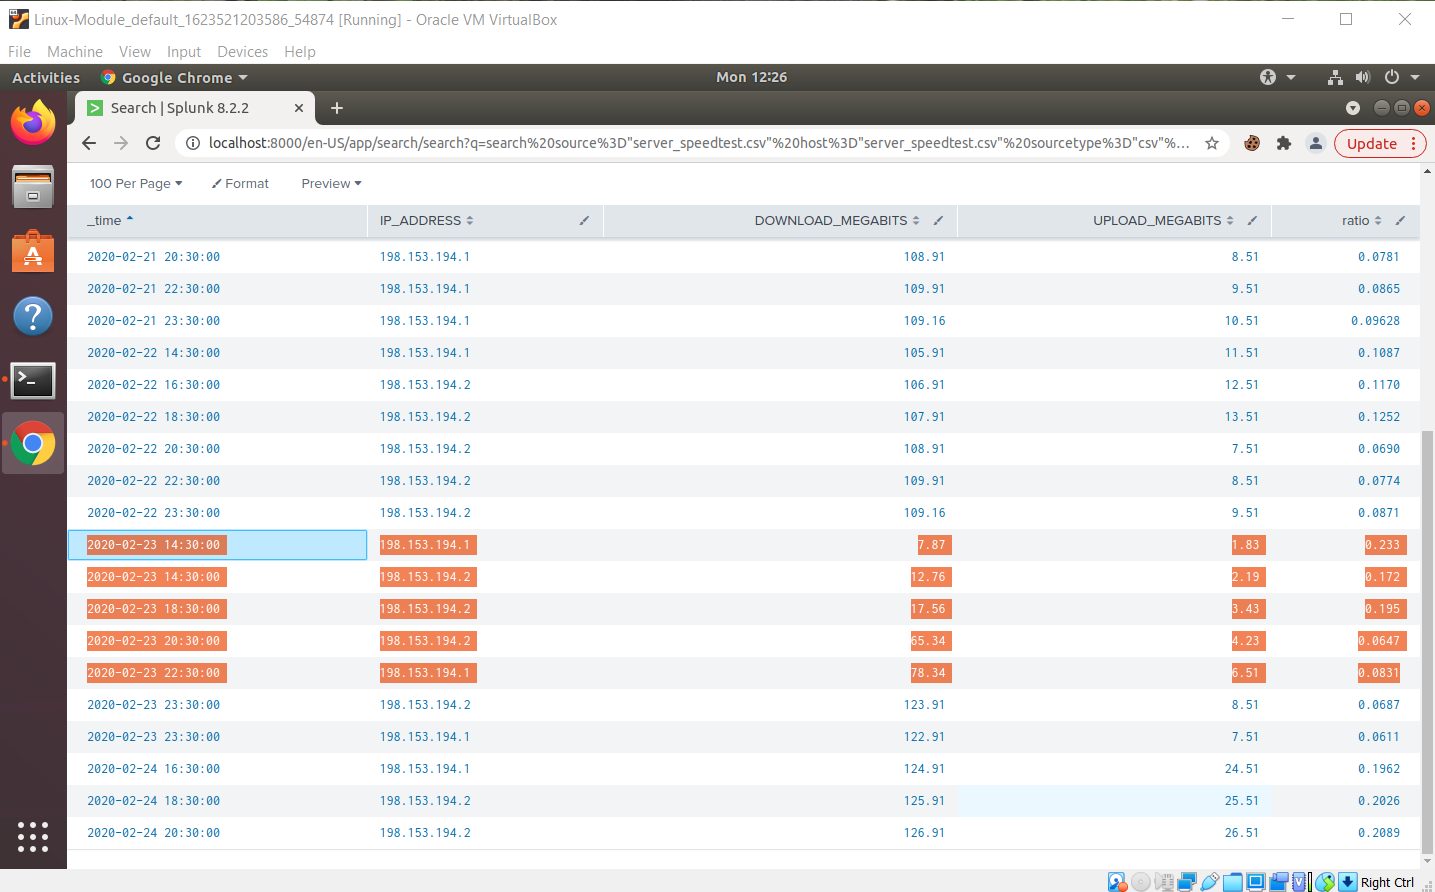 Linux-Module_default_1623521203586_54874 [Running] - Oracle VM VirtualBox
File Machine View Input Devices Help
Activities Google Chrome Mon 12:26
Search | Splunk 8.2.2
localhost:8000/en-US/app/search/search?q=search%20source%3D"server_speedtest.csv"%20host%3D"server_speedtest.csv"%20sourcetype%3D"csv"%... Update
100 Per Page Format Preview
_time IP_ADDRESS DOWNLOAD_MEGABITS UPLOAD_MEGABITS ratio
2020-02-21 20:30:00 198.153.194.1 108.91 8.51 0.0781
2020-02-21 22:30:00 198.153.194.1 109.91 9.51 0.0865
2020-02-21 23:30:00 198.153.194.1 109.16 10.51 0.09628
2020-02-22 14:30:00 198.153.194.1 105.91 11.51 0.1087
2020-02-22 16:30:00 198.153.194.2 106.91 12.51 0.1170
2020-02-22 18:30:00 198.153.194.2 107.91 13.51 0.1252
2020-02-22 20:30:00 198.153.194.2 108.91 7.51 0.0690
2020-02-22 22:30:00 198.153.194.2 109.91 8.51 0.0774
2020-02-22 23:30:00 198.153.194.2 109.16 9.51 0.0871
2020-02-23 14:30:00 198.153.194.1 7.87 1.83 0.233
2020-02-23 14:30:00 198.153.194.2 12.76 2.19 0.172
2020-02-23 18:30:00 198.153.194.2 17.56 3.43 0.195
2020-02-23 20:30:00 198.153.194.2 65.34 4.23 0.0647
2020-02-23 22:30:00 198.153.194.1 78.34 6.51 0.0831
2020-02-23 23:30:00 198.153.194.2 123.91 8.51 0.0687
2020-02-23 23:30:00 198.153.194.1 122.91 7.51 0.0611
2020-02-24 16:30:00 198.153.194.1 124.91 24.51 0.1962
2020-02-24 18:30:00 198.153.194.2 125.91 25.51 0.2026
2020-02-24 20:30:00 198.153.194.2 126.91 26.51 0.2089
Right Ctrl